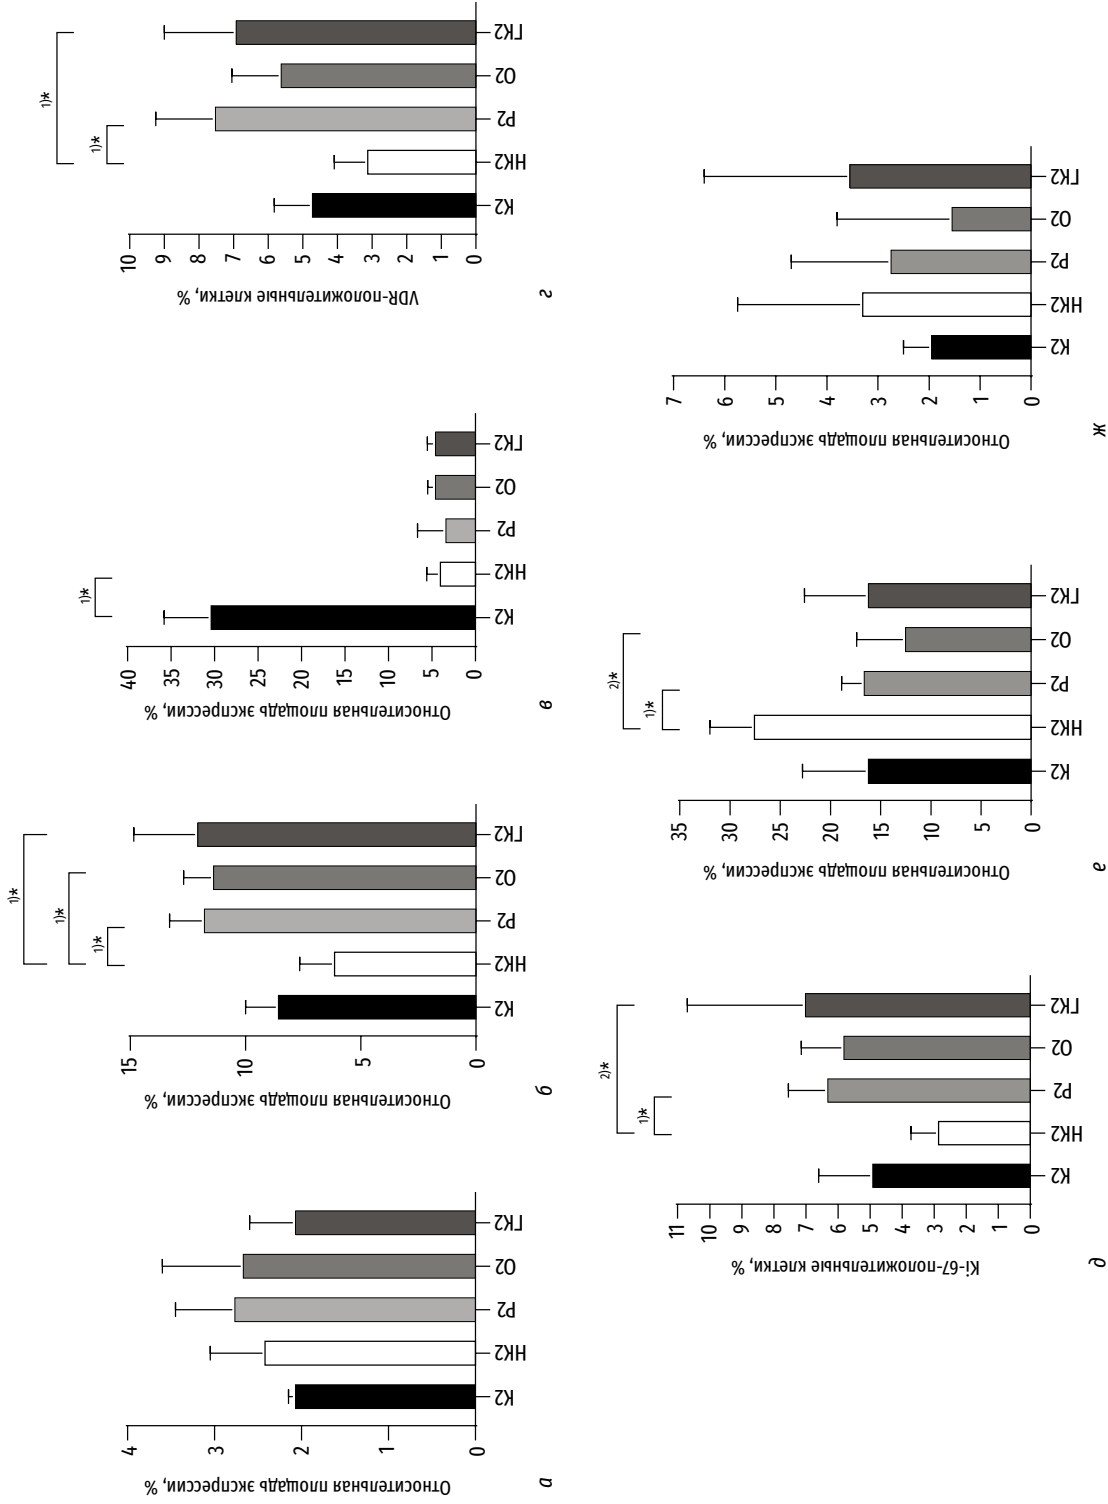 а
Относительная площадь экспрессии, %
4
3
2
1
0
К2
НК2
Р2
О2
ГК2
б
Относительная площадь экспрессии, %
15
10
5
0
1)*
1)*
1)*
К2
НК2
Р2
О2
ГК2
в
Относительная площадь экспрессии, %
40
35
30
25
20
15
10
5
0
1)*
К2
НК2
Р2
О2
ГК2
г
VDR-положительные клетки, %
10
9
8
7
6
5
4
3
2
1
0
1)*
1)*
К2
НК2
Р2
О2
ГК2
д
Ki-67-положительные клетки, %
11
10
9
8
7
6
5
4
3
2
1
0
2)*
1)*
К2
НК2
Р2
О2
ГК2
е
Относительная площадь экспрессии, %
35
30
25
20
15
10
5
0
2)*
1)*
К2
НК2
Р2
О2
ГК2
ж
Относительная площадь экспрессии, %
7
6
5
4
3
2
1
0
К2
НК2
Р2
О2
ГК2